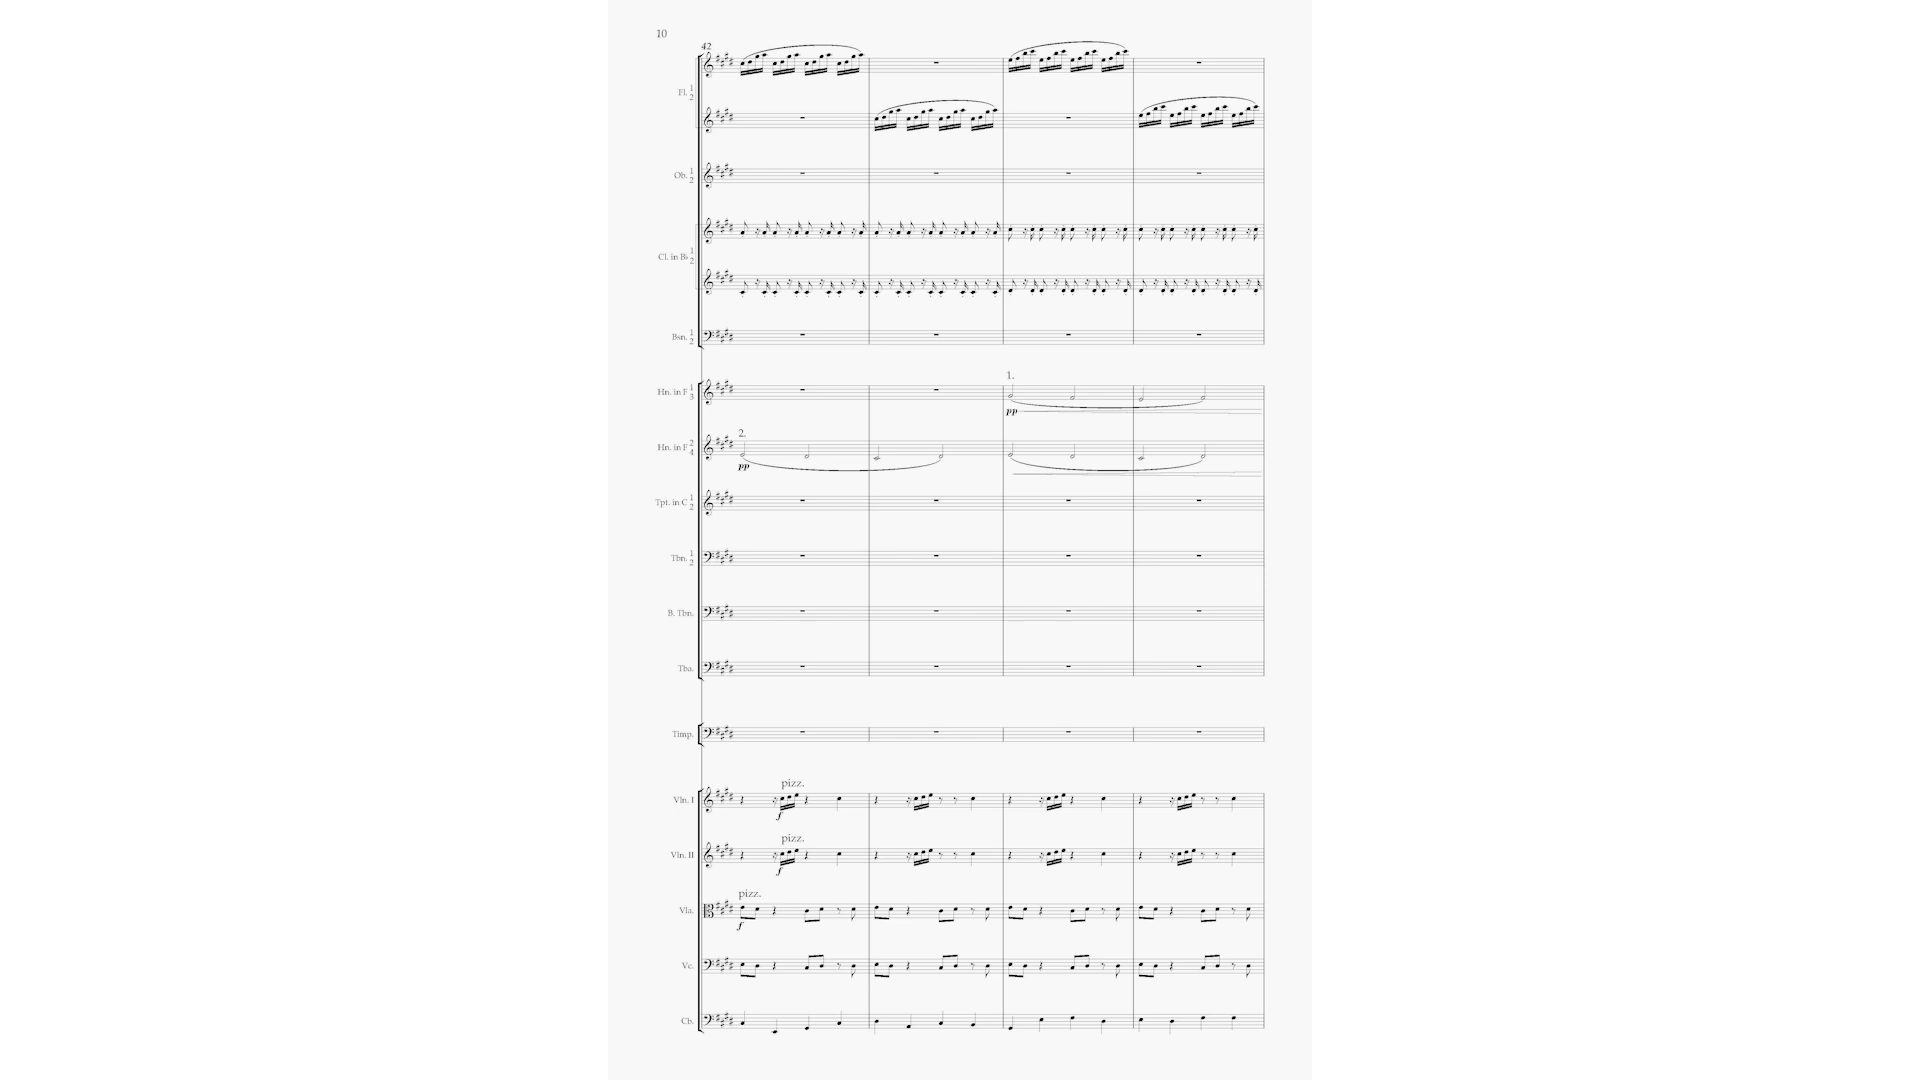 10
42
Fl. 1 2
Ob. 1 2
Cl. in B♭ 1 2
Bsn. 1 2
1.
Hn. in F 1 3
pp
2.
Hn. in F 2 4
pp
Tpt. in C 1 2
Tbn. 1 2
B. Tbn.
Tba.
Timp.
pizz.
Vln. I
f
pizz.
Vln. II
f
pizz.
Vla.
f
Vc.
Cb.